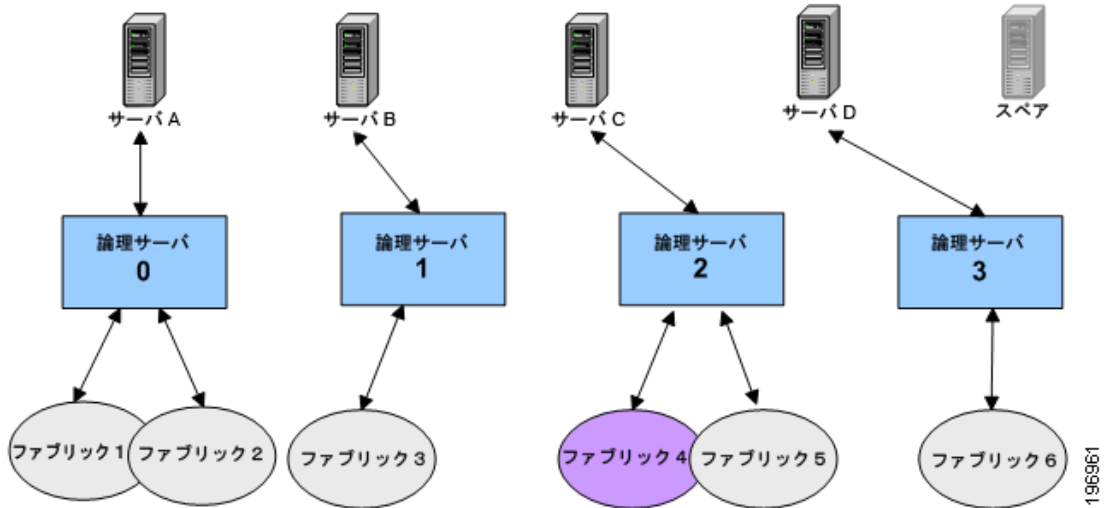 サーバ A
サーバ B
サーバ C
サーバ D
スペア
論理サーバ
0
論理サーバ
1
論理サーバ
2
論理サーバ
3
ファブリック 1
ファブリック 2
ファブリック 3
ファブリック 4
ファブリック 5
ファブリック 6
196961